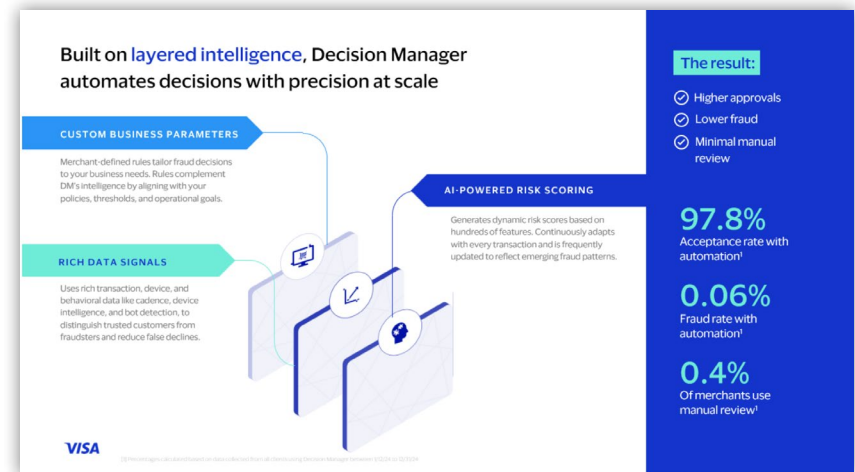 Built on layered intelligence, Decision Manager
automates decisions with precision at scale
CUSTOM BUSINESS PARAMETERS
Merchant-defined rules tailor fraud decisions
to your business needs. Rules complement
DM's intelligence by aligning with your
policies, thresholds, and operational goals.
RICH DATA SIGNALS
Uses rich transaction, device, and
behavioral data like cadence, device
intelligence, and bot detection, to
distinguish trusted customers from
fraudsters and reduce false declines.
AI-POWERED RISK SCORING
Generates dynamic risk scores based on
hundreds of features. Continuously adapts
with every transaction and is frequently
updated to reflect emerging fraud patterns.
VISA
The result:
Higher approvals
Lower fraud
Minimal manual
review
97.8%
Acceptance rate with
automation¹
0.06%
Fraud rate with
automation¹
0.4%
Of merchants use
manual review¹